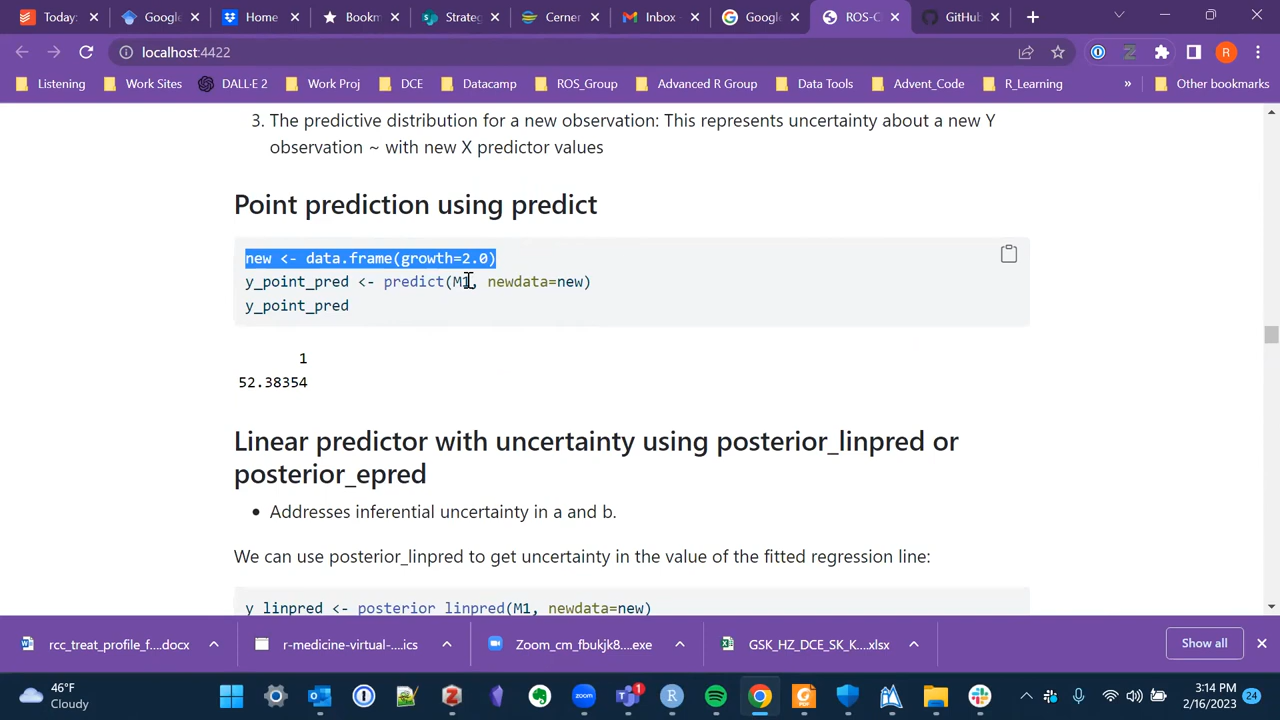 Today:
Google
Home
Bookm
Strateg
Cerner
Inbox
Google
ROS-C
GitHub
localhost:4422
R
Listening
Work Sites
DALL·E 2
Work Proj
DCE
Datacamp
ROS_Group
Advanced R Group
Data Tools
Advent_Code
R_Learning
»
Other bookmarks
3. The predictive distribution for a new observation: This represents uncertainty about a new Y
observation ~ with new X predictor values
Point prediction using predict
new <- data.frame(growth=2.0)
y_point_pred <- predict(M1, newdata=new)
y_point_pred
1
52.38354
Linear predictor with uncertainty using posterior_linpred or
posterior_epred
• Addresses inferential uncertainty in a and b.
We can use posterior_linpred to get uncertainty in the value of the fitted regression line:
y_linpred <- posterior_linpred(M1, newdata=new)
rcc_treat_profile_f....docx
r-medicine-virtual-....ics
Zoom_cm_fbukjk8....exe
GSK_HZ_DCE_SK_K....xlsx
Show all
46°F
Cloudy
zoom
1
R
3:14 PM
2/16/2023
24